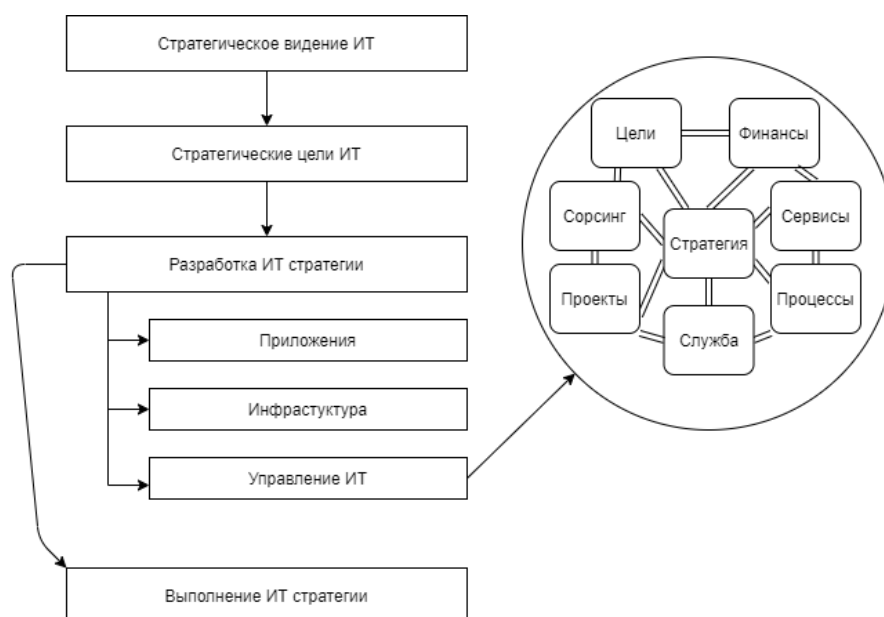 Стратегическое видение ИТ
Стратегические цели ИТ
Разработка ИТ стратегии
Приложения
Инфрастуктура
Управление ИТ
Выполнение ИТ стратегии
Цели
Финансы
Сорсинг
Стратегия
Сервисы
Проекты
Процессы
Служба